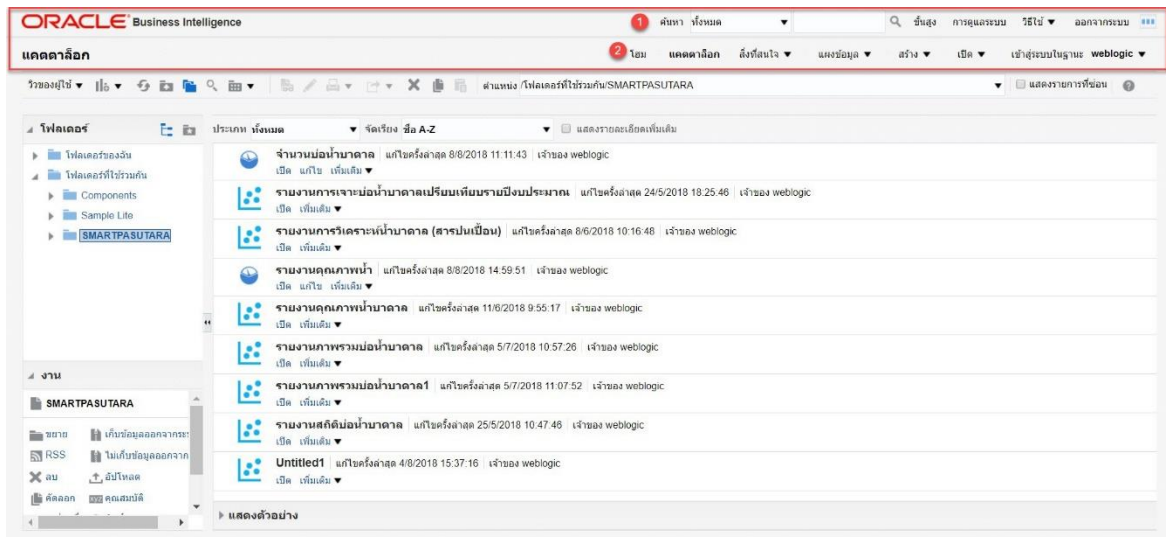 ORACLE Business Intelligence
1 ค้นหา ทั้งหมด ▼ ขั้นสูง การดูแลระบบ วิธีใช้ ▼ ออกจากระบบ
แคตตาล็อก
2 โฮม แคตตาล็อก สิ่งที่สนใจ ▼ แผงข้อมูล ▼ สร้าง ▼ เปิด ▼ เข้าสู่ระบบในฐานะ weblogic ▼
วิวของผู้ใช้ ▼ ตำแหน่ง /โฟลเดอร์ที่ใช้ร่วมกัน/SMARTPASUTARA ▼ แสดงรายการที่ซ่อน
โฟลเดอร์
โฟลเดอร์ของฉัน
โฟลเดอร์ที่ใช้ร่วมกัน
Components
Sample Lite
SMARTPASUTARA
ประเภท ทั้งหมด ▼ จัดเรียง ชื่อ A-Z ▼ แสดงรายละเอียดเพิ่มเติม
จำนวนบ่อน้ำบาดาล แก้ไขครั้งล่าสุด 8/8/2018 11:11:43 เจ้าของ weblogic
เปิด แก้ไข เพิ่มเติม ▼
รายงานการเจาะบ่อน้ำบาดาลเปรียบเทียบรายปีงบประมาณ แก้ไขครั้งล่าสุด 24/5/2018 18:25:46 เจ้าของ weblogic
เปิด เพิ่มเติม ▼
รายงานการวิเคราะห์น้ำบาดาล (สารปนเปื้อน) แก้ไขครั้งล่าสุด 8/6/2018 10:16:48 เจ้าของ weblogic
เปิด เพิ่มเติม ▼
รายงานคุณภาพน้ำ แก้ไขครั้งล่าสุด 8/8/2018 14:59:51 เจ้าของ weblogic
เปิด แก้ไข เพิ่มเติม ▼
รายงานคุณภาพน้ำบาดาล แก้ไขครั้งล่าสุด 11/6/2018 9:55:17 เจ้าของ weblogic
เปิด เพิ่มเติม ▼
รายงานภาพรวมบ่อน้ำบาดาล แก้ไขครั้งล่าสุด 5/7/2018 10:57:26 เจ้าของ weblogic
เปิด เพิ่มเติม ▼
รายงานภาพรวมบ่อน้ำบาดาล1 แก้ไขครั้งล่าสุด 5/7/2018 11:07:52 เจ้าของ weblogic
เปิด เพิ่มเติม ▼
รายงานสถิติบ่อน้ำบาดาล แก้ไขครั้งล่าสุด 25/5/2018 10:47:46 เจ้าของ weblogic
เปิด เพิ่มเติม ▼
Untitled1 แก้ไขครั้งล่าสุด 4/8/2018 15:37:16 เจ้าของ weblogic
เปิด เพิ่มเติม ▼
แสดงตัวอย่าง
งาน
SMARTPASUTARA
ขยาย เก็บข้อมูลออกจากระ
RSS ไม่เก็บข้อมูลออกจาก
ลบ อัปโหลด
คัดลอก คุณสมบัติ